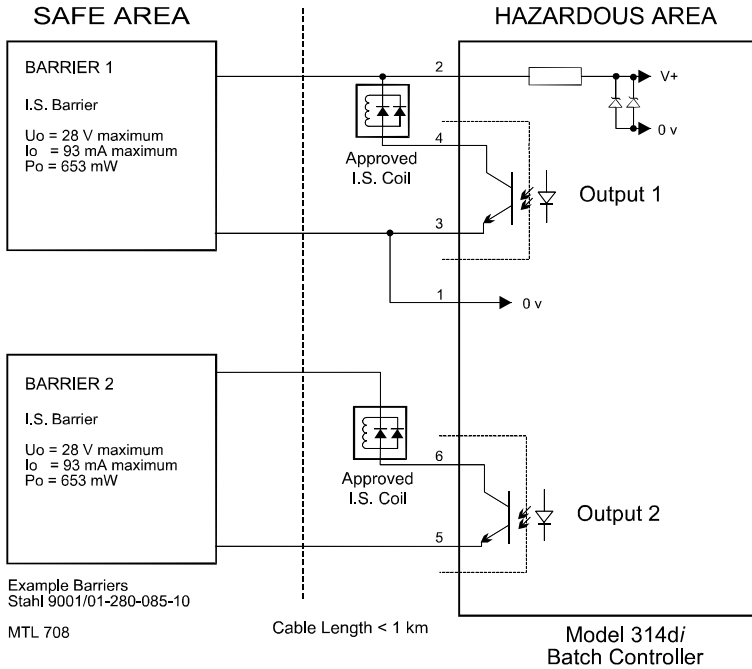 SAFE AREA
HAZARDOUS AREA
BARRIER 1
I.S. Barrier
Uo = 28 V maximum
Io = 93 mA maximum
Po = 653 mW
2
V+
0 v
4
Approved
I.S. Coil
Output 1
3
1
0 v
BARRIER 2
I.S. Barrier
Uo = 28 V maximum
Io = 93 mA maximum
Po = 653 mW
6
Approved
I.S. Coil
Output 2
5
Example Barriers
Stahl 9001/01-280-085-10
MTL 708
Cable Length < 1 km
Model 314di
Batch Controller